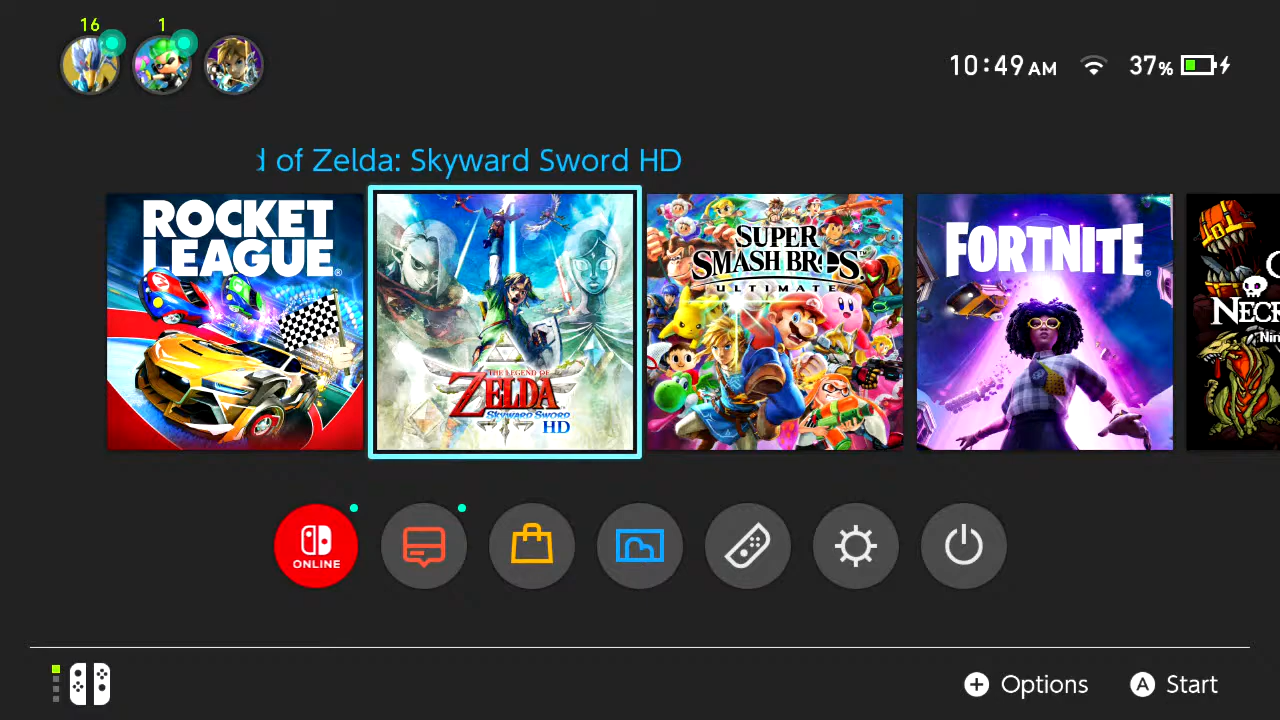 16
1
10:49 AM
37%
d of Zelda: Skyward Sword HD
ROCKET
LEAGUE
THE LEGEND OF
ZELDA
SKYWARD SWORD
HD
SUPER
SMASH BROS.
ULTIMATE
FORTNITE
NECR
Nin
ONLINE
+ Options
A Start